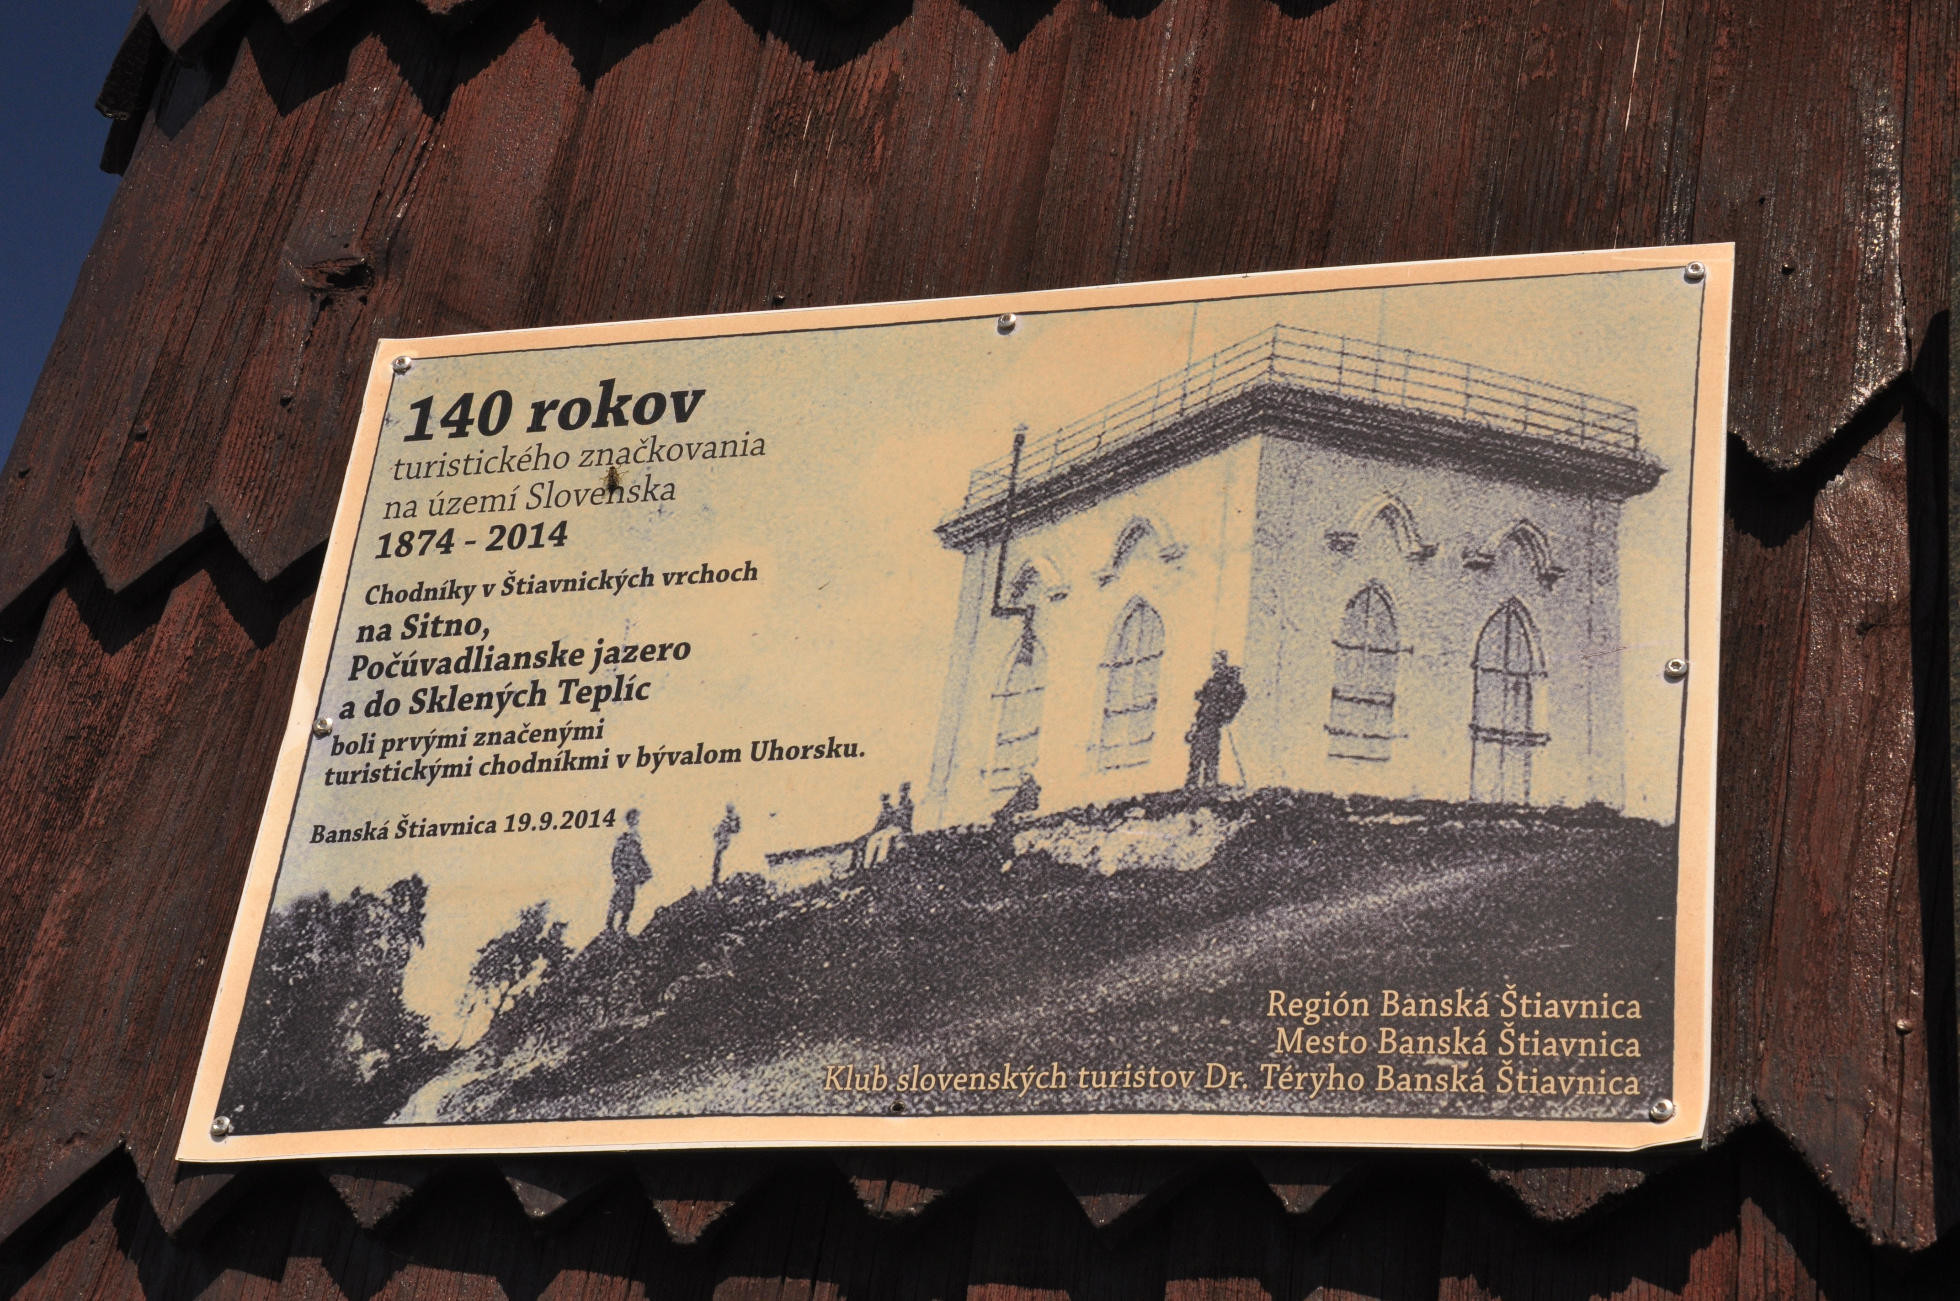 140 rokov
turistického značkovania
na území Slovenska
1874 - 2014
Chodníky v Štiavnických vrchoch
na Sitno,
Počúvadlianske jazero
a do Sklených Teplíc
boli prvými značenými
turistickými chodníkmi v bývalom Uhorsku.
Banská Štiavnica 19.9.2014
Región Banská Štiavnica
Mesto Banská Štiavnica
Klub slovenských turistov Dr. Téryho Banská Štiavnica